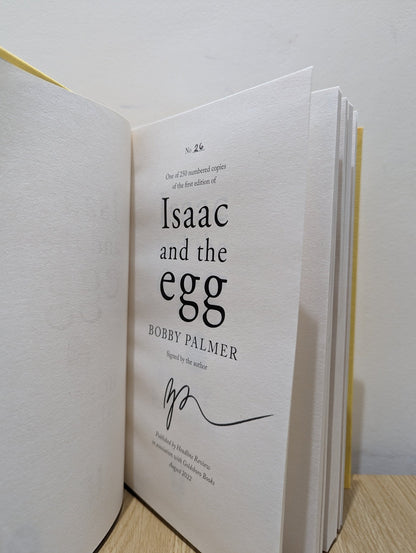 No. 26
One of 250 numbered copies
of the first edition of
Isaac
and the
egg
BOBBY PALMER
Signed by the author
Published by Headline Review
in association with Goldsboro Books
August 2022